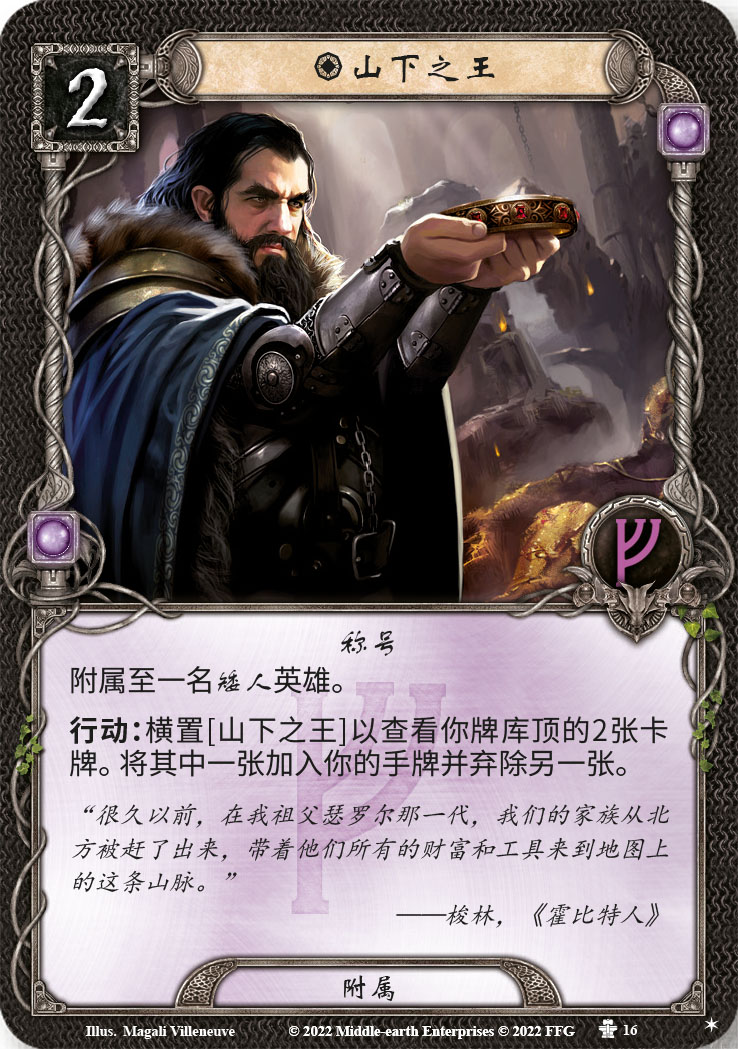 2
山下之王
称号
附属至一名矮人英雄。
行动：横置[山下之王]以查看你牌库顶的2张卡
牌。将其中一张加入你的手牌并弃除另一张。
“很久以前，在我祖父瑟罗尔那一代，我们的家族从北
方被赶了出来，带着他们所有的财富和工具来到地图上
的这条山脉。”
——梭林，《霍比特人》
附属
Illus. Magali Villeneuve © 2022 Middle-earth Enterprises © 2022 FFG 16